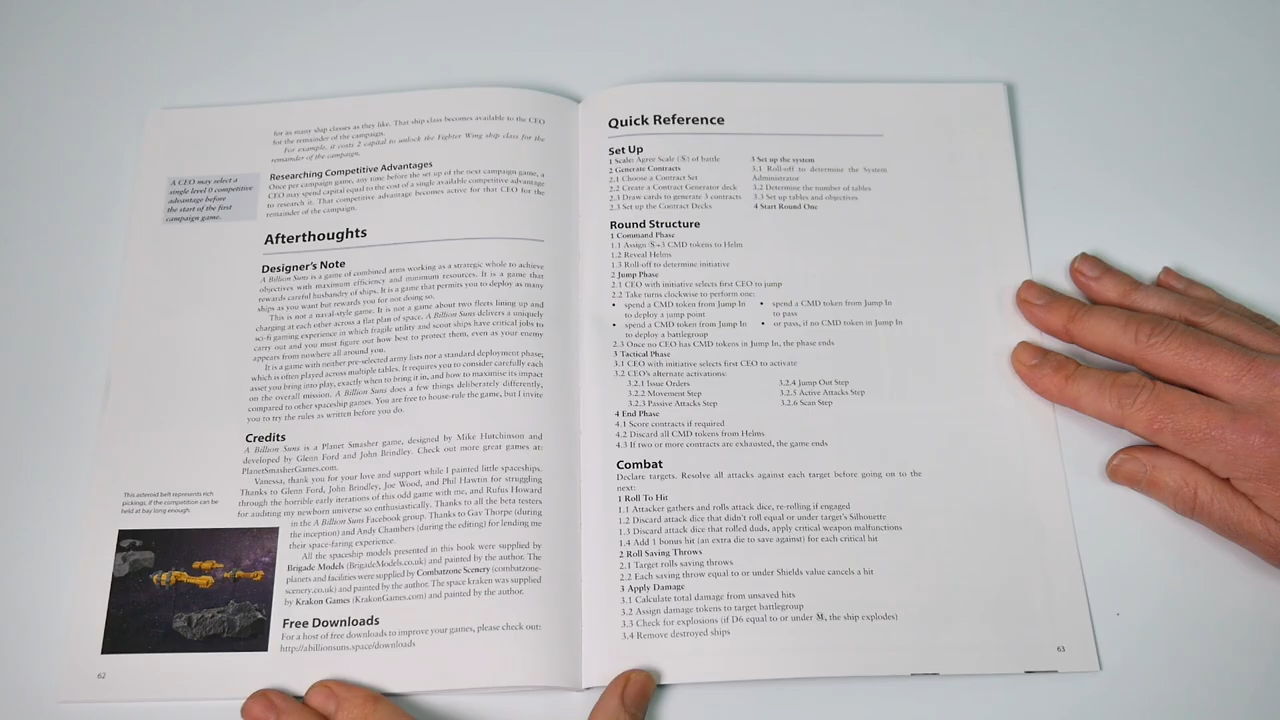 for as many ship classes as they like. That ship class becomes available to the CEO
for the remainder of the campaign.
For example, it costs 2 capital to unlock the Fighter Wing ship class for the
remainder of the campaign.
Researching Competitive Advantages
Once per campaign game, any time before the set up of the next campaign game, a
CEO may spend capital equal to the cost of a single available competitive advantage
to research it. That competitive advantage becomes active for that CEO for the
remainder of the campaign.
A CEO may select a
single level 0 competitive
advantage before
the start of the first
campaign game.
Afterthoughts
Designer's Note
A Billion Suns is a game of combined arms working as a strategic whole to achieve
objectives with maximum efficiency and minimum resources. It is a game that
rewards careful husbandry of ships. It is a game that permits you to deploy as many
ships as you want but rewards you for not doing so.
This is not a naval-style game. It is not a game about two fleets lining up and
charging at each other across a flat plan of space. A Billion Suns delivers a uniquely
sci-fi gaming experience in which fragile utility and scout ships have critical jobs to
carry out and you must figure out how best to protect them, even as your enemy
appears from nowhere all around you.
It is a game with neither pre-selected army lists nor a standard deployment phase,
which is often played across multiple tables. It requires you to consider carefully each
asset you bring into play, exactly when to bring it in, and how to maximise its impact
on the overall mission. A Billion Suns does a few things deliberately differently,
compared to other spaceship games. You are free to house-rule the game, but I invite
you to try the rules as written before you do.
Credits
A Billion Suns is a Planet Smasher game, designed by Mike Hutchinson and
developed by Glenn Ford and John Brindley. Check out more great games at:
PlanetSmasherGames.com.
Vanessa, thank you for your love and support while I painted little spaceships.
Thanks to Glenn Ford, John Brindley, Joe Wood, and Phil Hawtin for struggling
through the horrible early iterations of this odd game with me, and Rufus Howard
for auditing my newborn universe so enthusiastically. Thanks to all the beta testers
in the A Billion Suns Facebook group. Thanks to Gav Thorpe (during
the inception) and Andy Chambers (during the editing) for lending me
their space-faring experience.
All the spaceship models presented in this book were supplied by
Brigade Models (BrigadeModels.co.uk) and painted by the author. The
planets and facilities were supplied by Combatzone Scenery (combatzone-
scenery.co.uk) and painted by the author. The space kraken was supplied
by Krakon Games (KrakonGames.com) and painted by the author.
This asteroid belt represents rich
pickings, if the competition can be
held at bay long enough.
Free Downloads
For a host of free downloads to improve your games, please check out:
http://abillionsuns.space/downloads
62
Quick Reference
Set Up
1 Scale: Agree Scale (S) of battle
2 Generate Contracts
2.1 Choose a Contract Set
2.2 Create a Contract Generator deck
2.3 Draw cards to generate 3 contracts
2.3 Set up the Contract Decks
3 Set up the system
3.1 Roll-off to determine the System
Administrator
3.2 Determine the number of tables
3.3 Set up tables and objectives
4 Start Round One
Round Structure
1 Command Phase
1.1 Assign Ⓢ+3 CMD tokens to Helm
1.2 Reveal Helms
1.3 Roll-off to determine initiative
2 Jump Phase
2.1 CEO with initiative selects first CEO to jump
2.2 Take turns clockwise to perform one:
• spend a CMD token from Jump In
to deploy a jump point
• spend a CMD token from Jump In
to deploy a battlegroup
• spend a CMD token from Jump In
to pass
• or pass, if no CMD token in Jump In
2.3 Once no CEO has CMD tokens in Jump In, the phase ends
3 Tactical Phase
3.1 CEO with initiative selects first CEO to activate
3.2 CEO's alternate activations:
3.2.1 Issue Orders
3.2.2 Movement Step
3.2.3 Passive Attacks Step
3.2.4 Jump Out Step
3.2.5 Active Attacks Step
3.2.6 Scan Step
4 End Phase
4.1 Score contracts if required
4.2 Discard all CMD tokens from Helms
4.3 If two or more contracts are exhausted, the game ends
Combat
Declare targets. Resolve all attacks against each target before going on to the
next:
1 Roll To Hit
1.1 Attacker gathers and rolls attack dice, re-rolling if engaged
1.2 Discard attack dice that didn't roll equal or under target's Silhouette
1.3 Discard attack dice that rolled duds, apply critical weapon malfunctions
1.4 Add 1 bonus hit (an extra die to save against) for each critical hit
2 Roll Saving Throws
2.1 Target rolls saving throws
2.2 Each saving throw equal to or under Shields value cancels a hit
3 Apply Damage
3.1 Calculate total damage from unsaved hits
3.2 Assign damage tokens to target battlegroup
3.3 Check for explosions (if D6 equal to or under Ⓜ, the ship explodes)
3.4 Remove destroyed ships
63